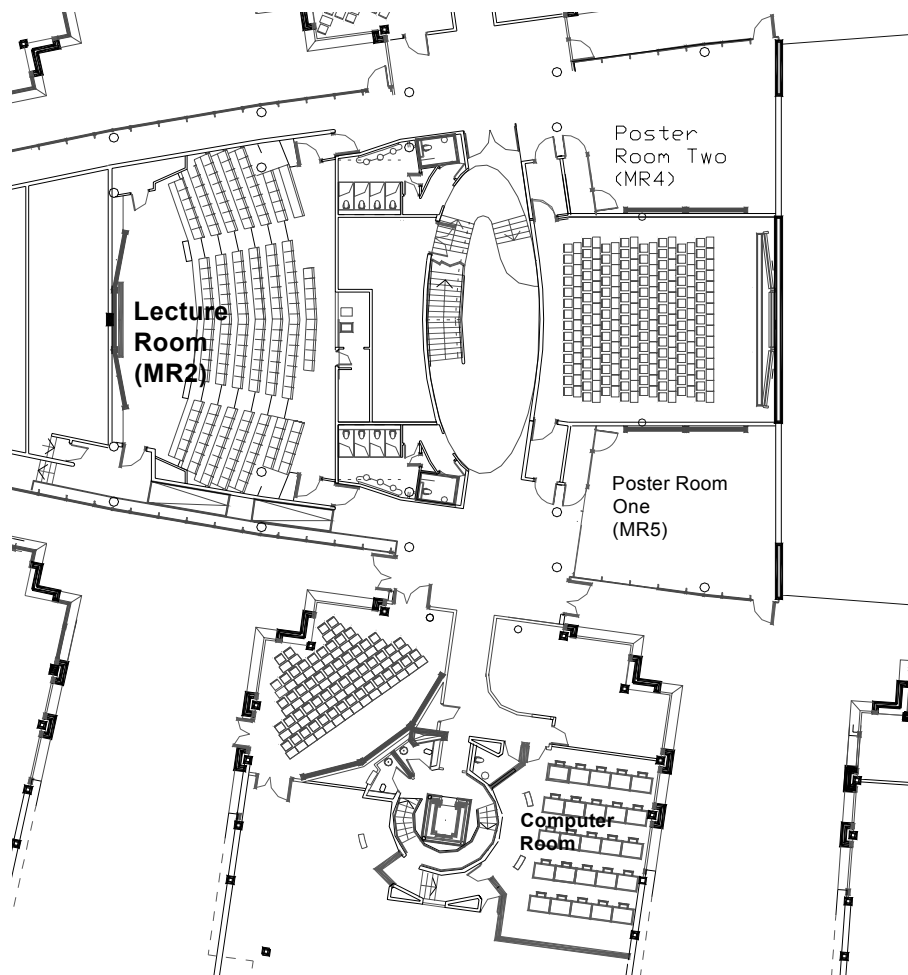 Poster
Room Two
(MR4)
Lecture
Room
(MR2)
Poster Room
One
(MR5)
Computer
Room